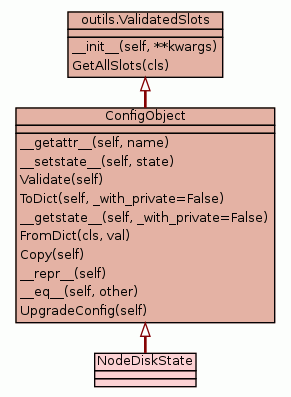 outils.ValidatedSlots
__init__(self, **kwargs)
GetAllSlots(cls)
ConfigObject
__getattr__(self, name)
__setstate__(self, state)
Validate(self)
ToDict(self, _with_private=False)
__getstate__(self, _with_private=False)
FromDict(cls, val)
Copy(self)
__repr__(self)
__eq__(self, other)
UpgradeConfig(self)
NodeDiskState